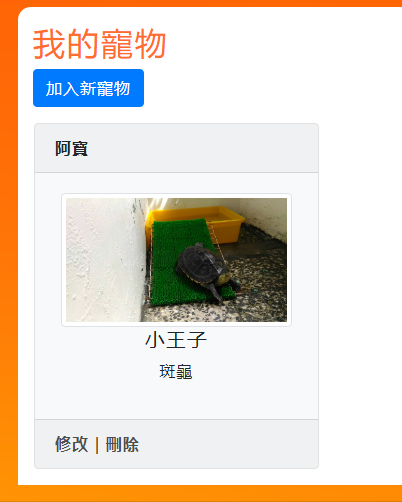 我的寵物
加入新寵物
阿寶
小王子
斑龜
修改 | 刪除